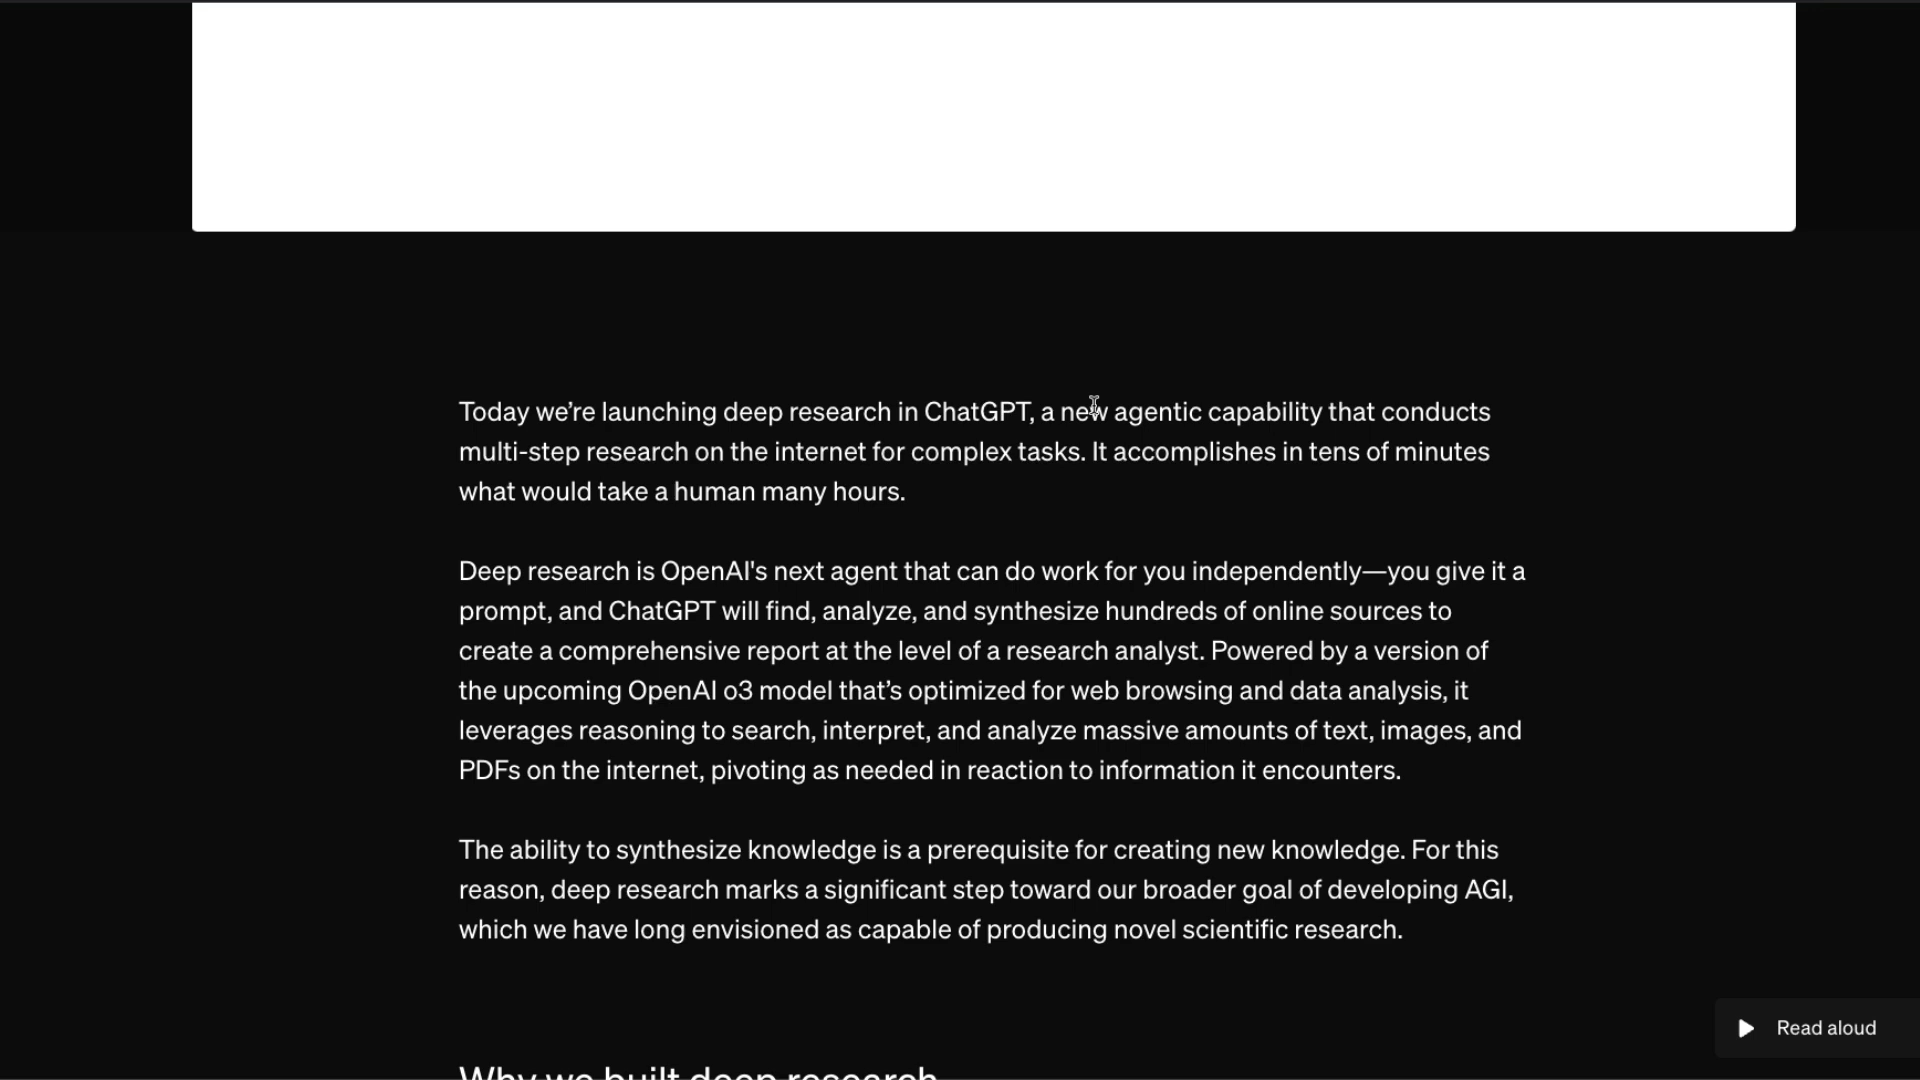 Today we’re launching deep research in ChatGPT, a new agentic capability that conducts
multi-step research on the internet for complex tasks. It accomplishes in tens of minutes
what would take a human many hours.
Deep research is OpenAI's next agent that can do work for you independently—you give it a
prompt, and ChatGPT will find, analyze, and synthesize hundreds of online sources to
create a comprehensive report at the level of a research analyst. Powered by a version of
the upcoming OpenAI o3 model that’s optimized for web browsing and data analysis, it
leverages reasoning to search, interpret, and analyze massive amounts of text, images, and
PDFs on the internet, pivoting as needed in reaction to information it encounters.
The ability to synthesize knowledge is a prerequisite for creating new knowledge. For this
reason, deep research marks a significant step toward our broader goal of developing AGI,
which we have long envisioned as capable of producing novel scientific research.
Read aloud
Why we built deep research